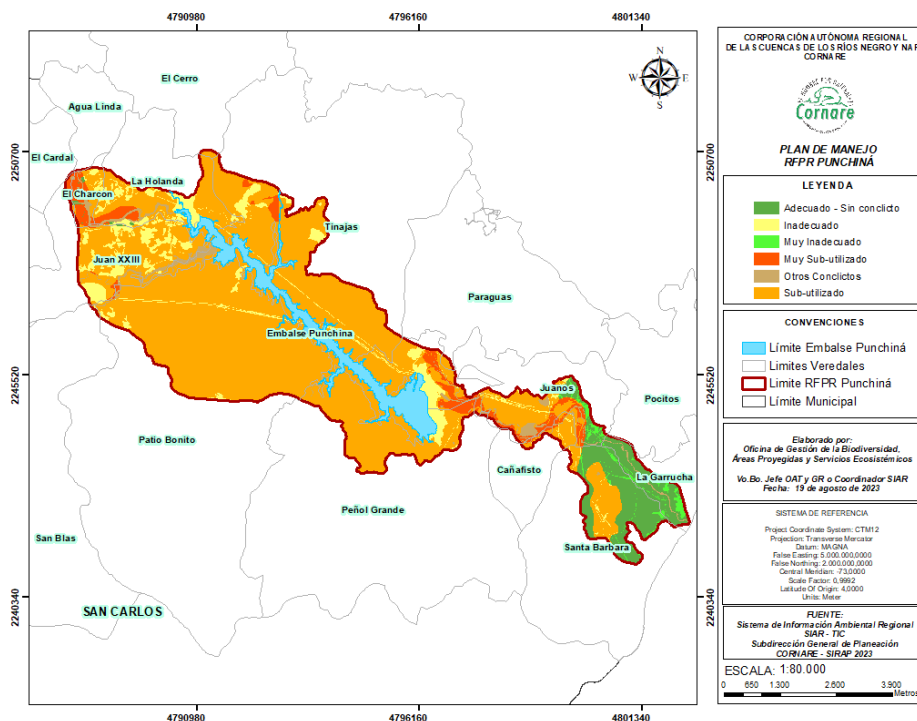 4790980
4796160
4801340
2250700
2245520
2240340
2250700
2245520
2240340
4790980
4796160
4801340
El Cerro
Agua Linda
El Cardal
La Holanda
El Charcon
Tinajas
Juan XXIII
Paraguas
Embalse Punchina
Juanos
Pocitos
Patio Bonito
Cañafisto
La Garrucha
Peñol Grande
San Blas
Santa Barbara
SAN CARLOS
N
W
E
S
CORPORACIÓN AUTÓNOMA REGIONAL
DE LAS CUENCAS DE LOS RÍOS NEGRO Y NAR
CORNARE
Cornare
PLAN DE MANEJO
RFPR PUNCHINÁ
LEYENDA
Adecuado - Sin conclicto
Inadecuado
Muy Inadecuado
Muy Sub-utilizado
Otros Conclictos
Sub-utilizado
CONVENCIONES
Límite Embalse Punchiná
Limites Veredales
Limite RFPR Punchiná
Límite Municipal
Elaborado por:
Oficina de Gestión de la Biodiversidad,
Áreas Proyegidas y Servicios Ecosistémicos
Vo.Bo. Jefe OAT y GR o Coordinador SIAR
Fecha: 19 de agosto de 2023
SISTEMA DE REFERENCIA
Project Coordinate System: CTM12
Projection: Transverse Mercator
Datum: MAGNA
False Easting: 5.000.000,0000
False Northing: 2.000.000,0000
Central Meridian: -73,0000
Scale Factor: 0,9992
Latitude Of Origin: 4,0000
Units: Meter
FUENTE:
Sistema de Información Ambiental Regional
SIAR - TIC
Subdirección General de Planeación
CORNARE - SIRAP 2023
ESCALA: 1:80.000
0 650 1.300 2.600 3.900
Metros